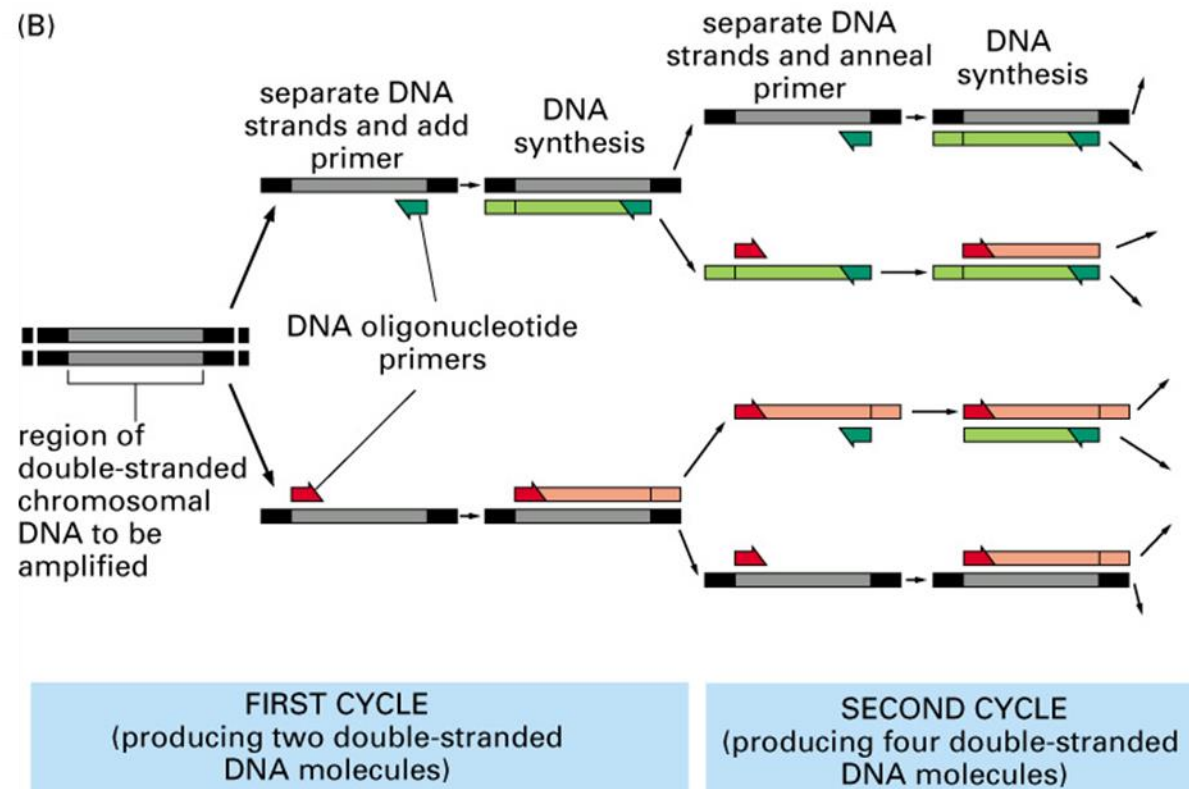 (B)
separate DNA
strands and add
primer
DNA
synthesis
separate DNA
strands and anneal
primer
DNA
synthesis
DNA oligonucleotide
primers
region of
double-stranded
chromosomal
DNA to be
amplified
FIRST CYCLE
(producing two double-stranded
DNA molecules)
SECOND CYCLE
(producing four double-stranded
DNA molecules)